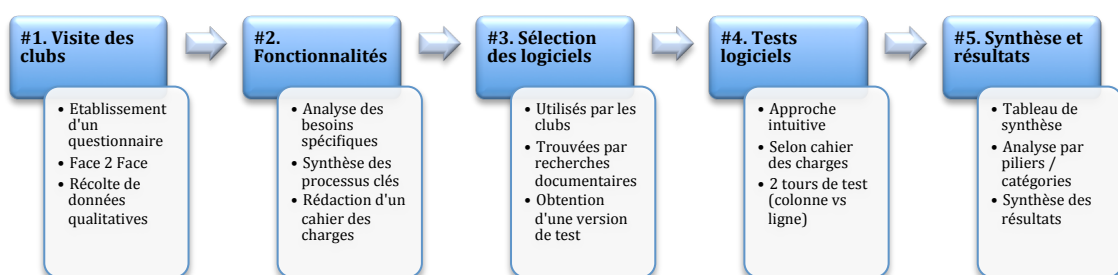 #1. Visite des
clubs
• Etablissement
d'un
questionnaire
• Face 2 Face
• Récolte de
données
qualitatives
#2.
Fonctionnalités
• Analyse des
besoins
spécifiques
• Synthèse des
processus clés
• Rédaction d'un
cahier des
charges
#3. Sélection
des logiciels
• Utilisés par les
clubs
• Trouvées par
recherches
documentaires
• Obtention
d'une version
de test
#4. Tests
logiciels
• Approche
intuitive
• Selon cahier
des charges
• 2 tours de test
(colonne vs
ligne)
#5. Synthèse et
résultats
• Tableau de
synthèse
• Analyse par
piliers /
catégories
• Synthèse des
résultats